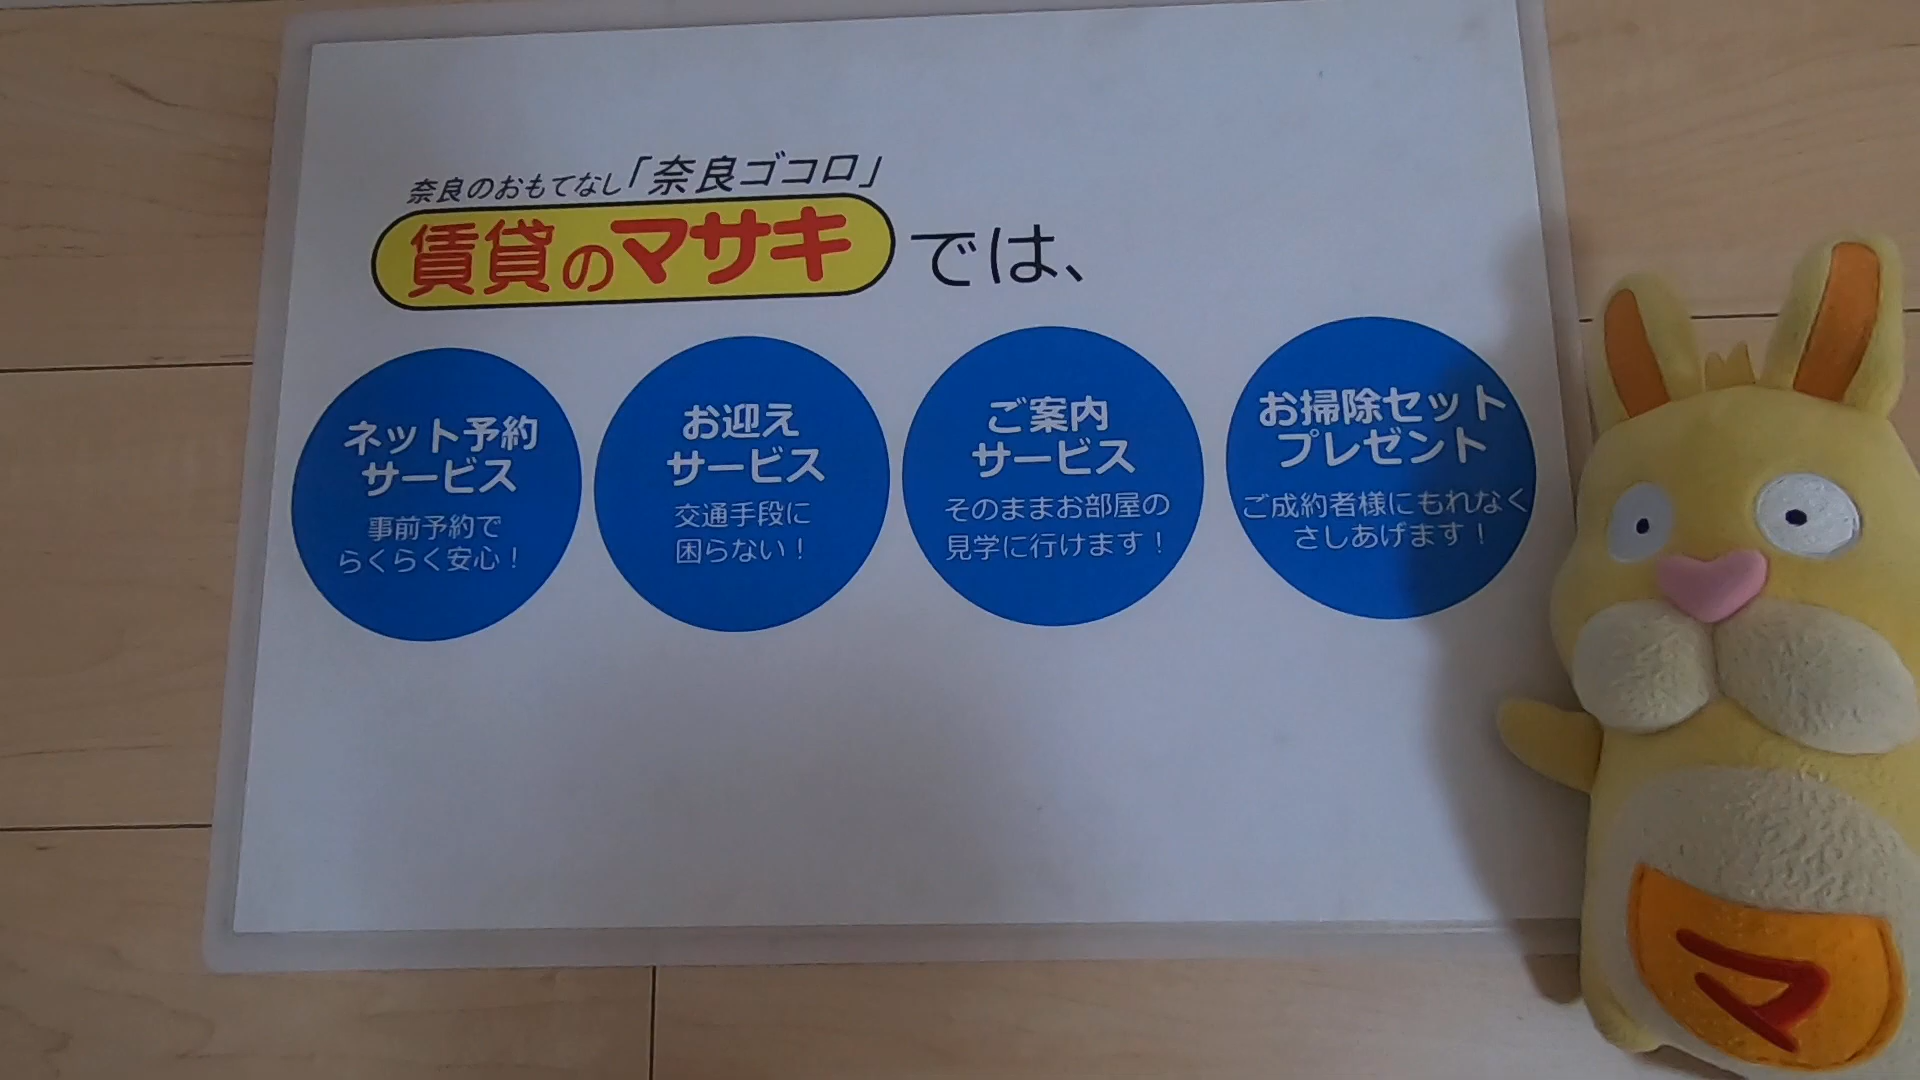 奈良のおもてなし「奈良ゴコロ」
賃貸のマサキ では、
ネット予約
サービス
事前予約で
らくらく安心！
お迎え
サービス
交通手段に
困らない！
ご案内
サービス
そのままお部屋の
見学に行けます！
お掃除セット
プレゼント
ご成約者様にもれなく
さしあげます！
マ